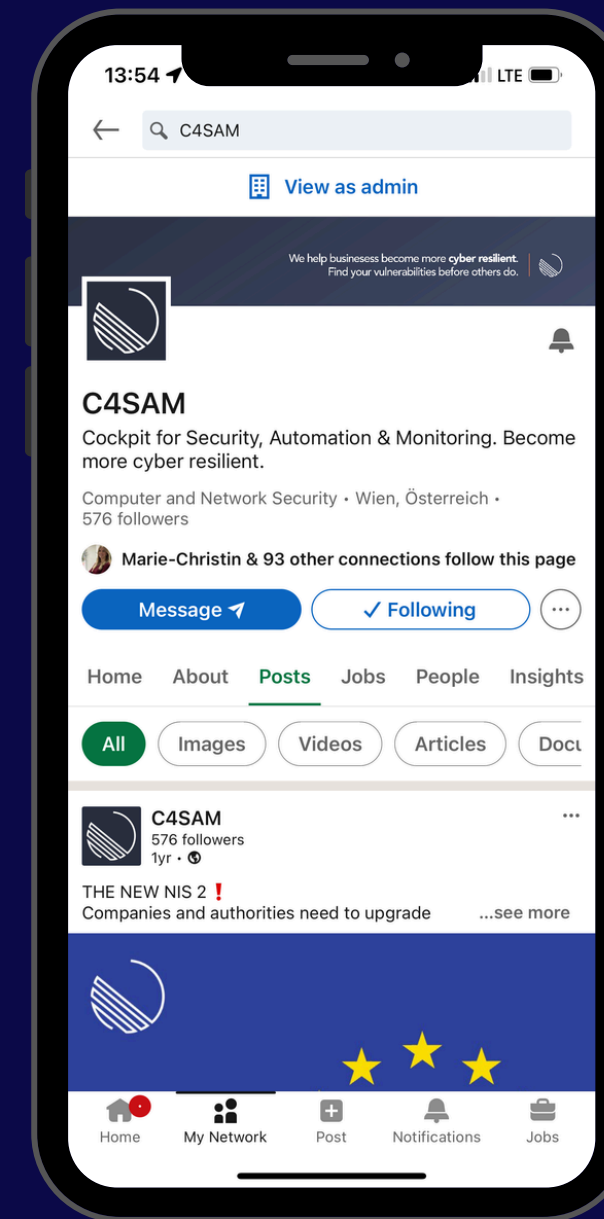 13:54
LTE
C4SAM
View as admin
We help businesess become more cyber resilient.
Find your vulnerabilities before others do.
C4SAM
Cockpit for Security, Automation & Monitoring. Become
more cyber resilient.
Computer and Network Security • Wien, Österreich •
576 followers
Marie-Christin & 93 other connections follow this page
Message
Following
Home About Posts Jobs People Insights
All Images Videos Articles Docu
C4SAM
576 followers
1yr •
THE NEW NIS 2❗
Companies and authorities need to upgrade ...see more
Home My Network Post Notifications Jobs